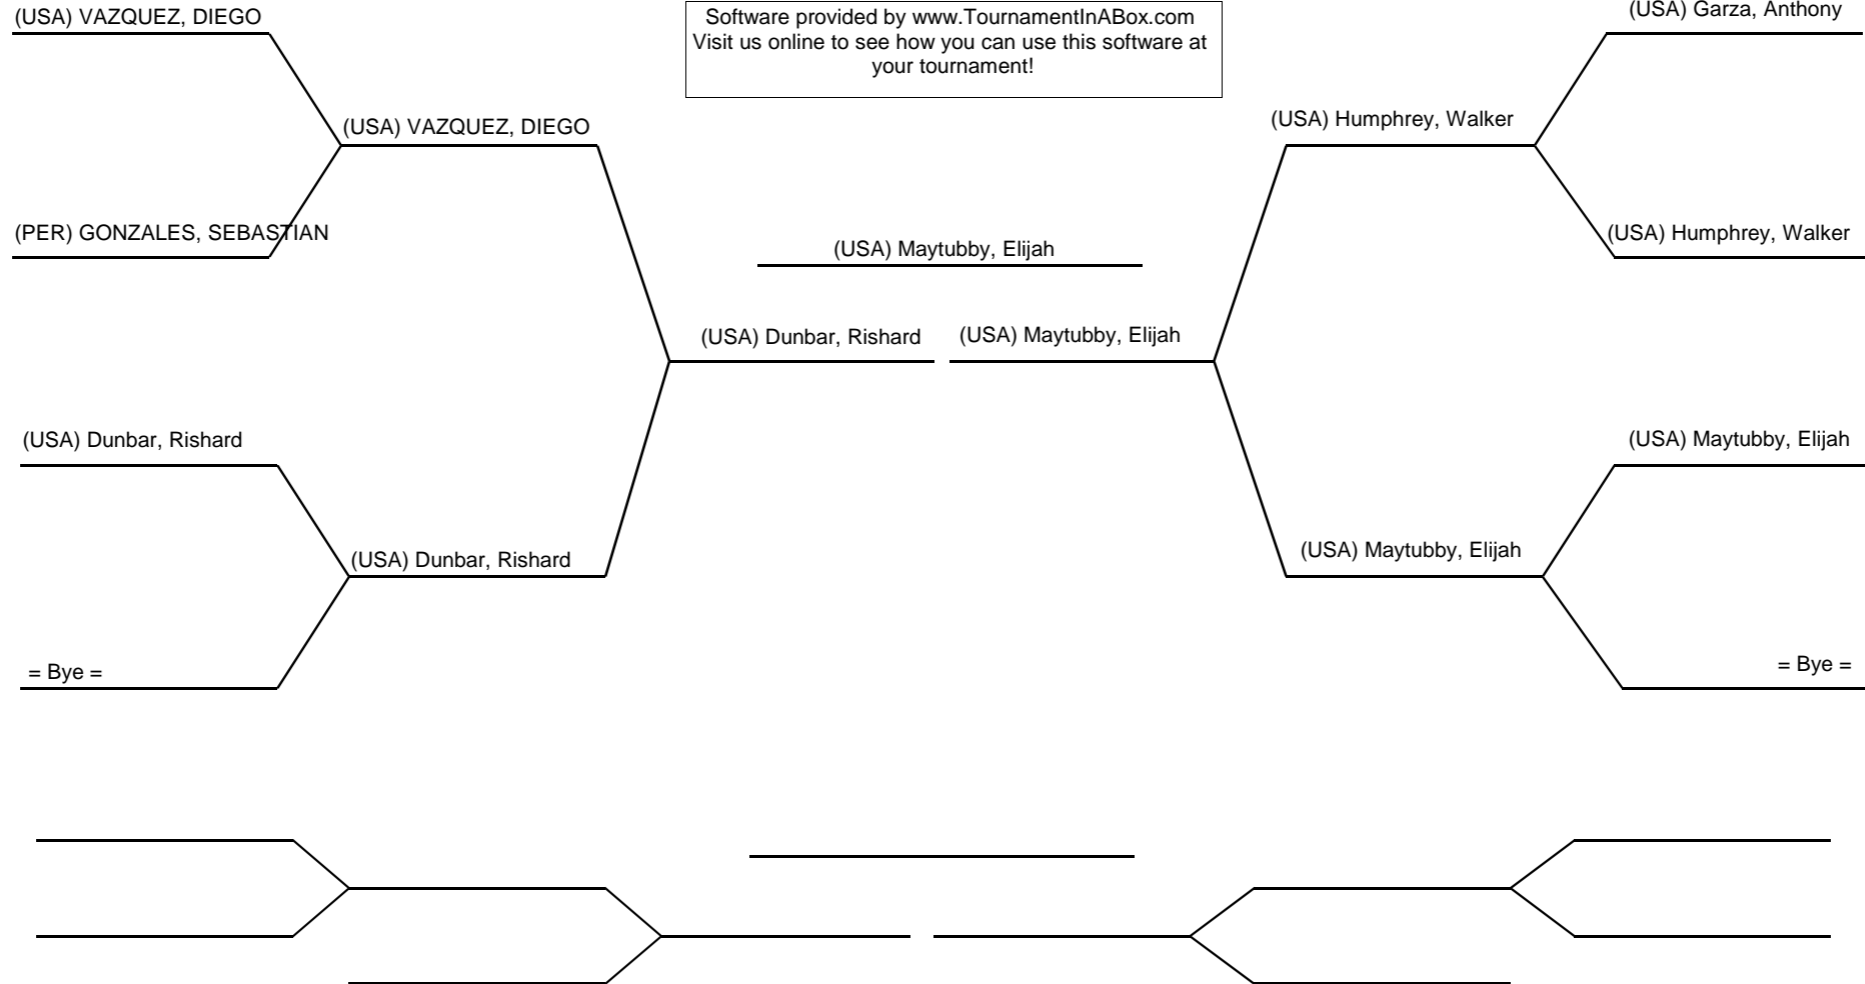 (USA) VAZQUEZ, DIEGO
Software provided by www.TournamentInABox.com
Visit us online to see how you can use this software at
your tournament!
(USA) Garza, Anthony
(USA) VAZQUEZ, DIEGO
(USA) Humphrey, Walker
(PER) GONZALES, SEBASTIAN
(USA) Humphrey, Walker
(USA) Maytubby, Elijah
(USA) Dunbar, Rishard
(USA) Maytubby, Elijah
(USA) Dunbar, Rishard
(USA) Maytubby, Elijah
(USA) Dunbar, Rishard
(USA) Maytubby, Elijah
= Bye =
= Bye =